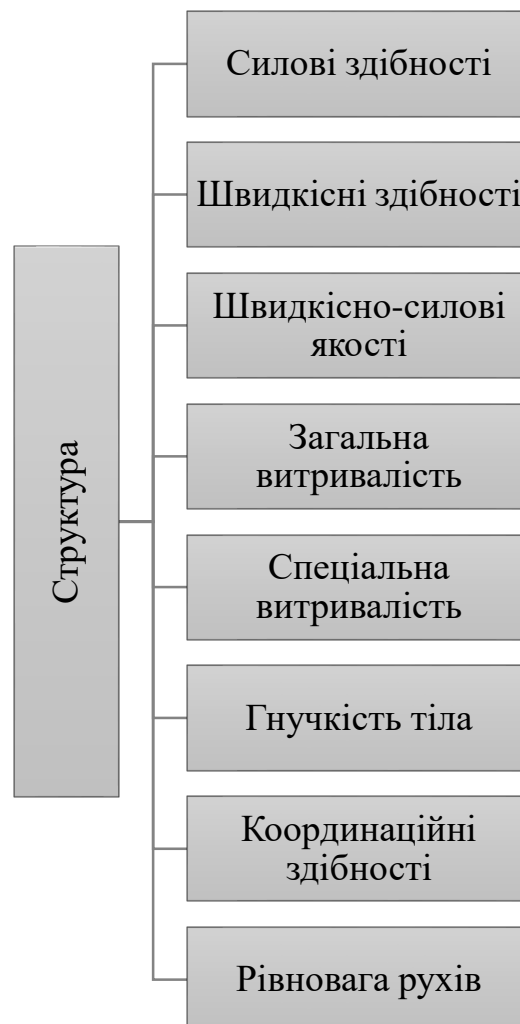 Структура
Силові здібності
Швидкісні здібності
Швидкісно-силові
якості
Загальна
витривалість
Спеціальна
витривалість
Гнучкість тіла
Координаційні
здібності
Рівновага рухів